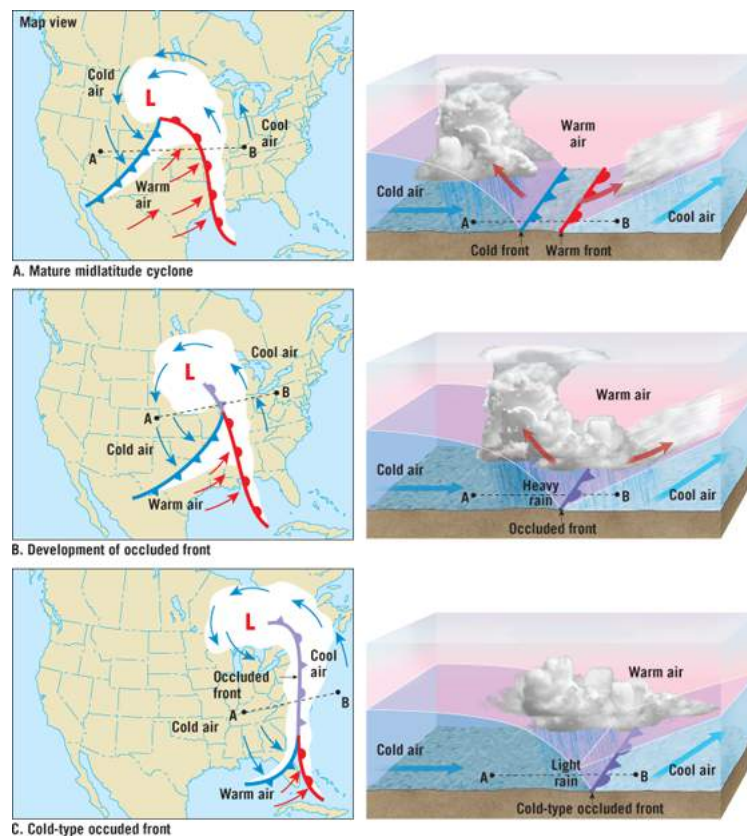 Map view
Cold
air
L
Cool
air
A
B
Warm
air
A. Mature midlatitude cyclone
Warm
air
Cold air
A
B
Cool air
Cold front
Warm front
Cool air
L
B
A
Cold air
Warm air
B. Development of occluded front
Warm air
Cold air
A
Heavy
rain
B
Cool air
Occluded front
L
Cool
air
Occluded
front
Cold air
A
B
Warm air
C. Cold-type occuded front
Warm air
Cold air
A
Light
rain
B
Cool air
Cold-type occluded front